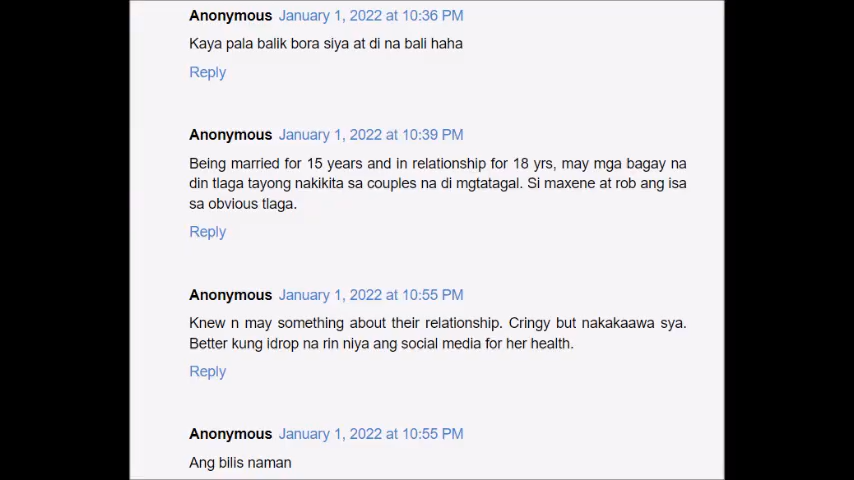 Anonymous January 1, 2022 at 10:36 PM
Kaya pala balik bora siya at di na bali haha
Reply
Anonymous January 1, 2022 at 10:39 PM
Being married for 15 years and in relationship for 18 yrs, may mga bagay na
din tlaga tayong nakikita sa couples na di mgtatagal. Si maxene at rob ang isa
sa obvious tlaga.
Reply
Anonymous January 1, 2022 at 10:55 PM
Knew n may something about their relationship. Cringy but nakakaawa sya.
Better kung idrop na rin niya ang social media for her health.
Reply
Anonymous January 1, 2022 at 10:55 PM
Ang bilis naman